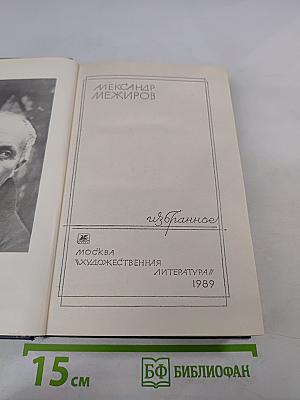 АЛЕКСАНДР
МЕЖИРОВ
избранное
МОСКВА
«ХУДОЖЕСТВЕННАЯ
ЛИТЕРАТУРА»
1989
15 см
БФ БИБЛИОФАН